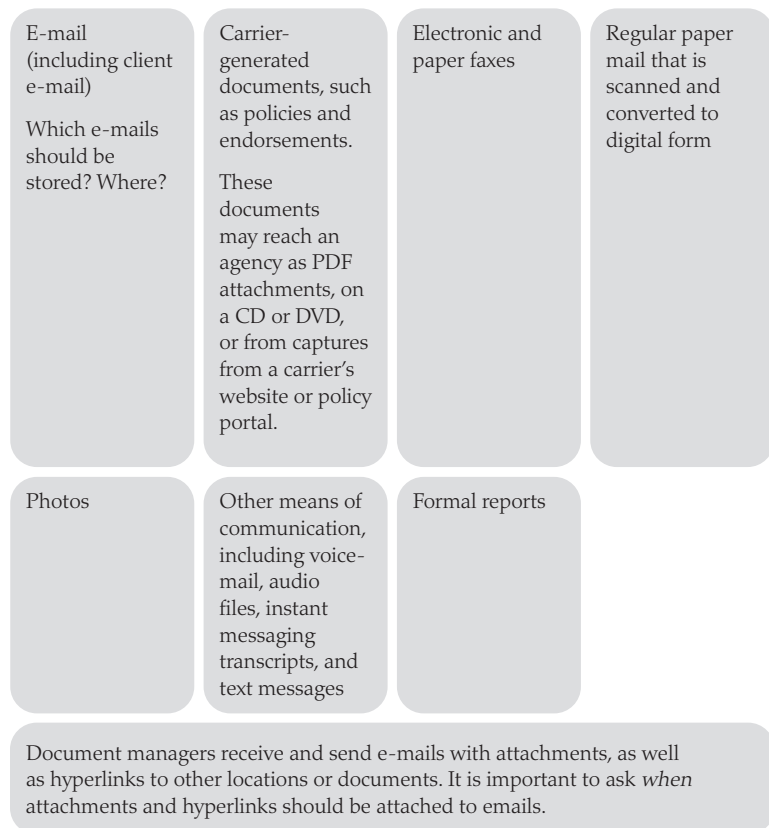 E-mail
(including client
e-mail)
Which e-mails
should be
stored? Where?
Carrier-
generated
documents, such
as policies and
endorsements.
These
documents
may reach an
agency as PDF
attachments, on
a CD or DVD,
or from captures
from a carrier’s
website or policy
portal.
Electronic and
paper faxes
Regular paper
mail that is
scanned and
converted to
digital form
Photos
Other means of
communication,
including voice-
mail, audio
files, instant
messaging
transcripts, and
text messages
Formal reports
Document managers receive and send e-mails with attachments, as well
as hyperlinks to other locations or documents. It is important to ask when
attachments and hyperlinks should be attached to emails.